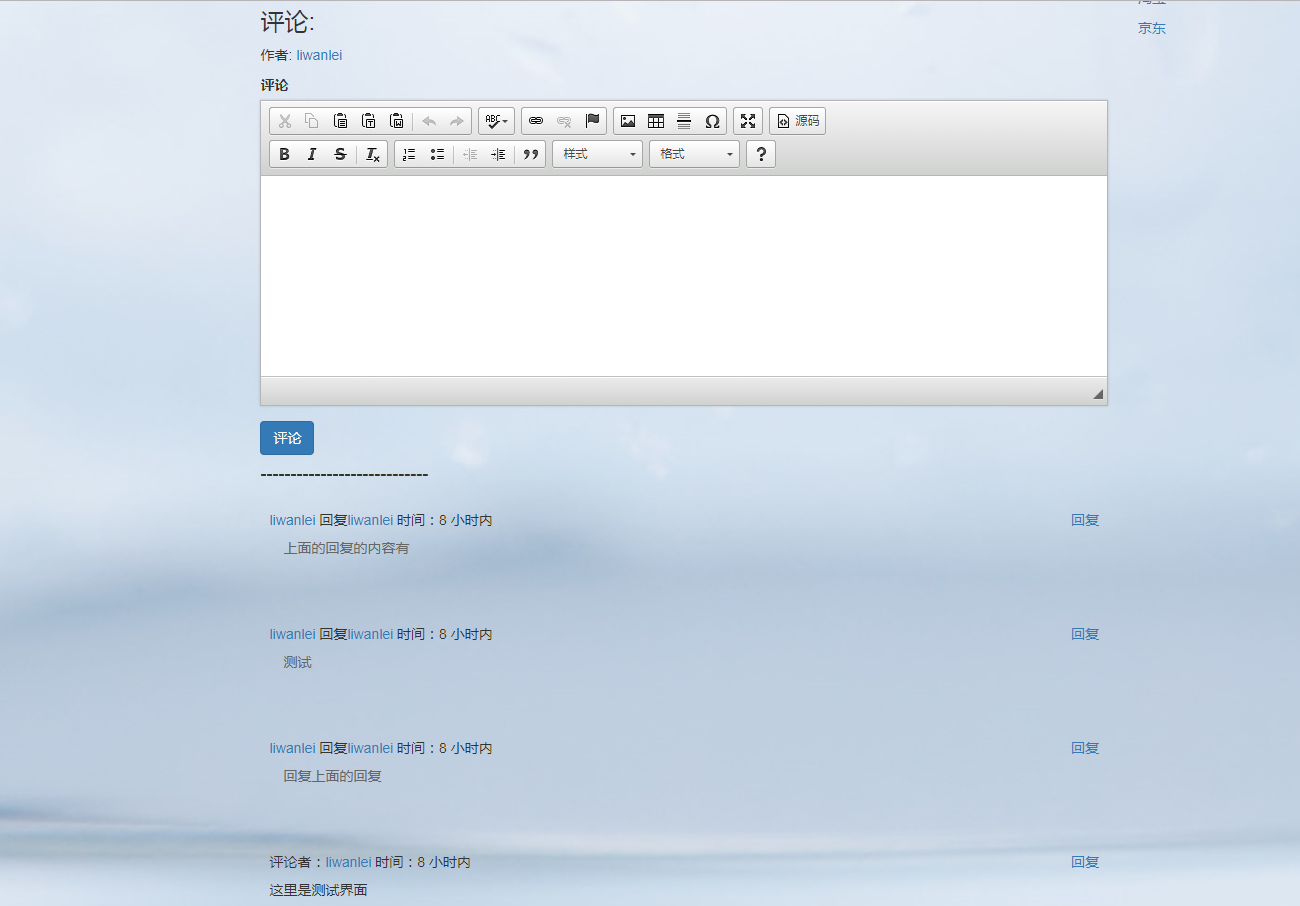 评论:
京东
作者: liwanlei
评论
ABC
源码
B I S Tx 样式 格式 ?
评论
----------------------------
liwanlei 回复liwanlei 时间：8 小时内 回复
上面的回复的内容有
liwanlei 回复liwanlei 时间：8 小时内 回复
测试
liwanlei 回复liwanlei 时间：8 小时内 回复
回复上面的回复
评论者：liwanlei 时间：8 小时内 回复
这里是测试界面